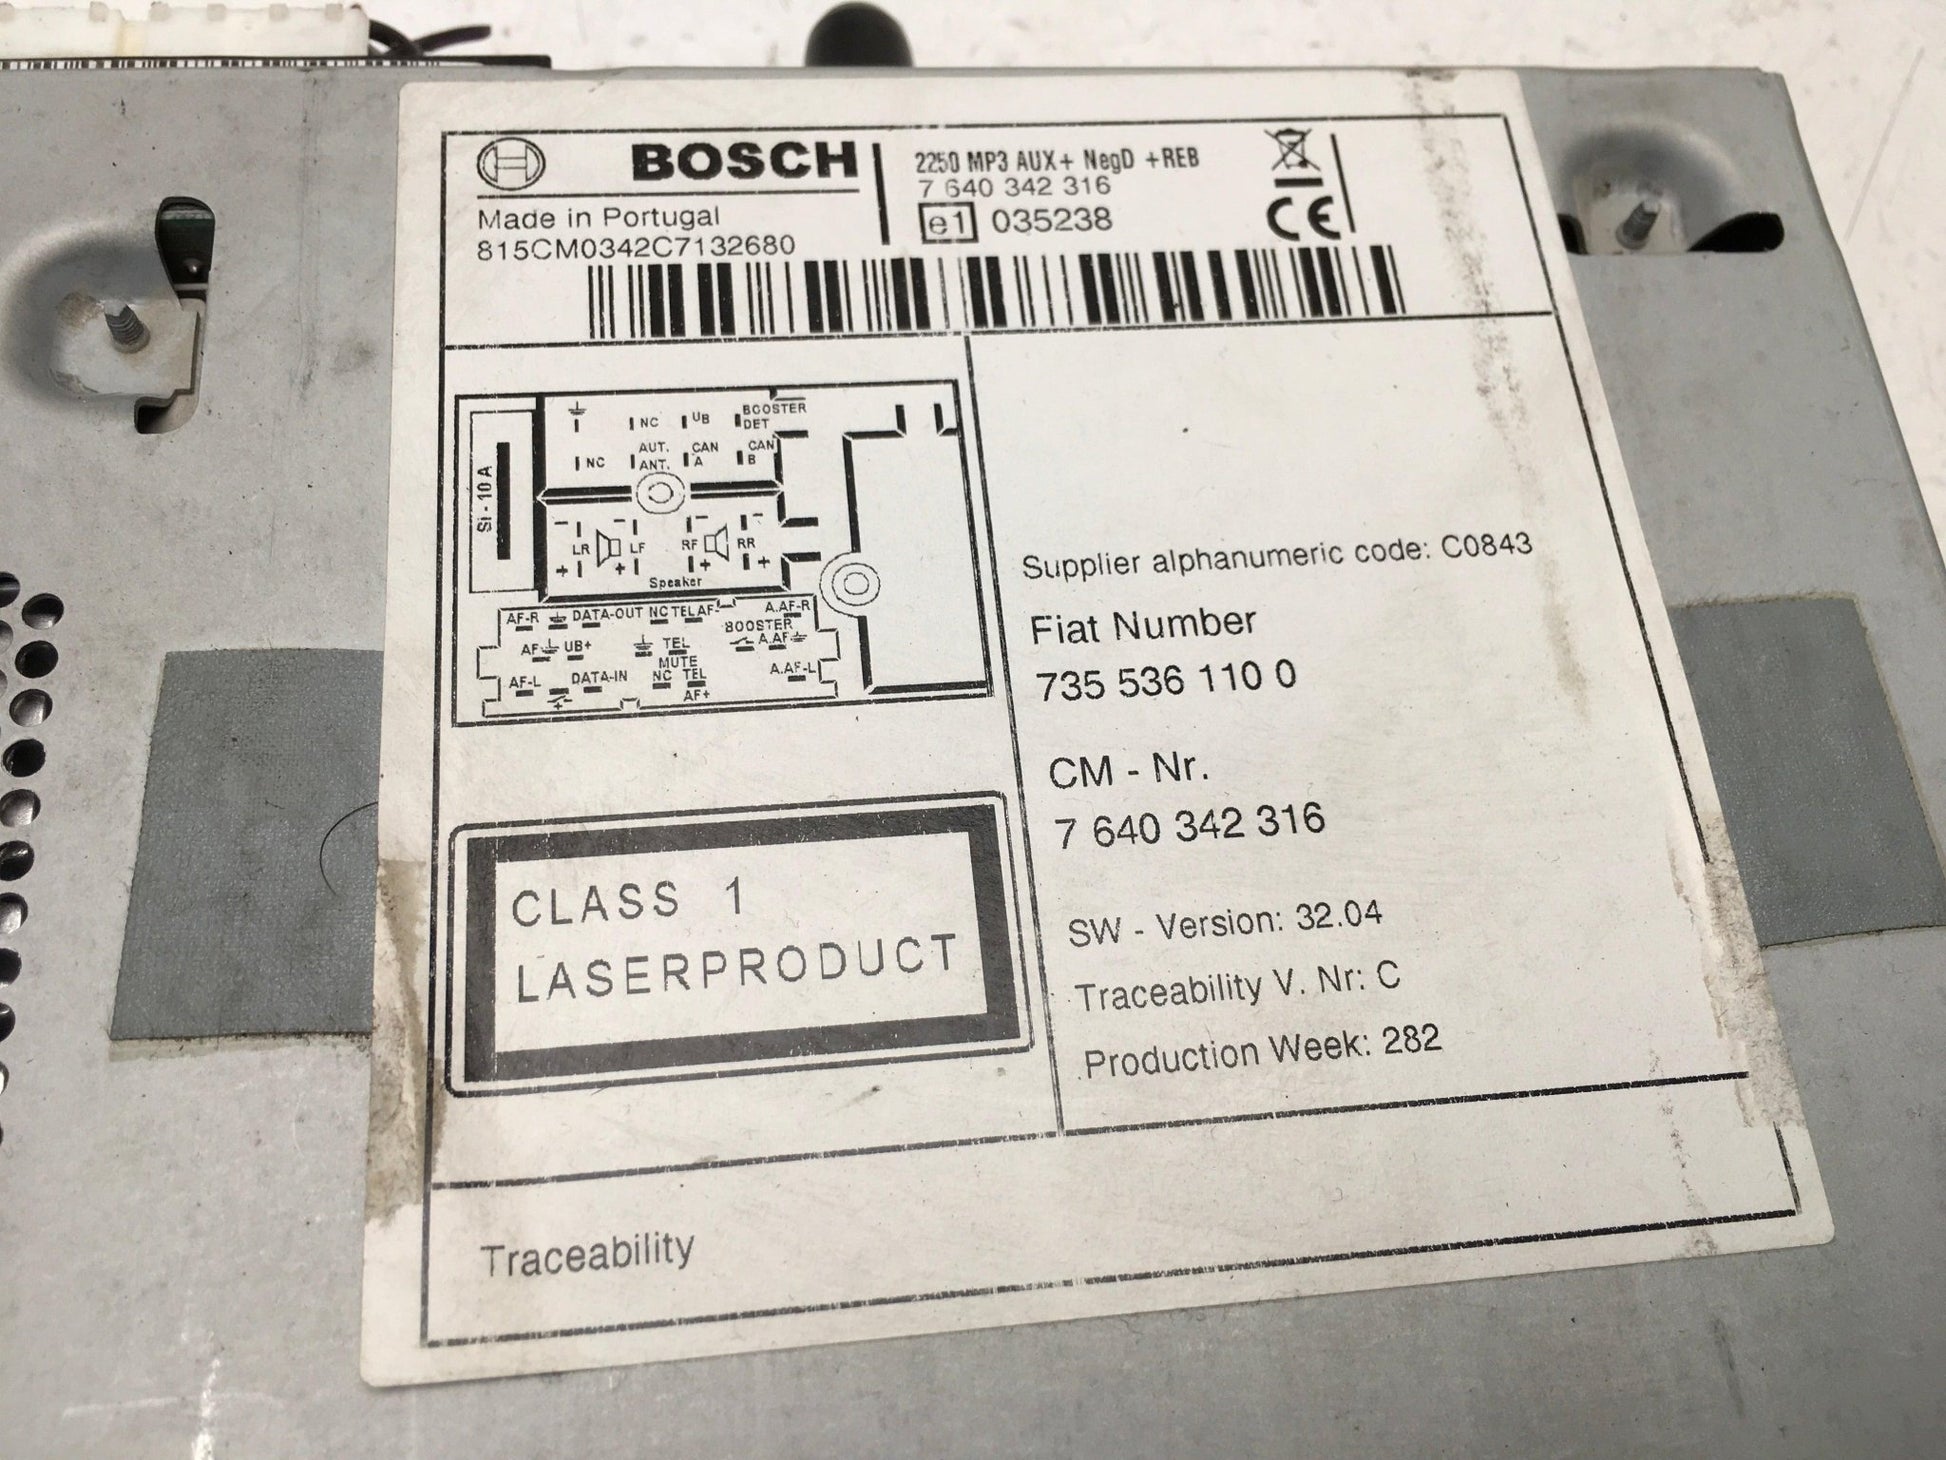 BOSCH
Made in Portugal
815CM0342C7132680
2250 MP3 AUX+ NegD +REB
7 640 342 316
e1 035238
CE
Si - 10 A
NC UB BOOSTER
DET
AUT. CAN CAN
NC ANT. A B
- - - -
LR LF RF RR
+ + + +
Speaker
AF-R DATA-OUT NC TEL AF- A.AF-R
BOOSTER
AF UB+ TEL A.AF
MUTE
AF-L DATA-IN NC TEL A.AF-L
AF+
CLASS 1
LASERPRODUCT
Supplier alphanumeric code: C0843
Fiat Number
735 536 110 0
CM - Nr.
7 640 342 316
SW - Version: 32.04
Traceability V. Nr: C
Production Week: 282
Traceability